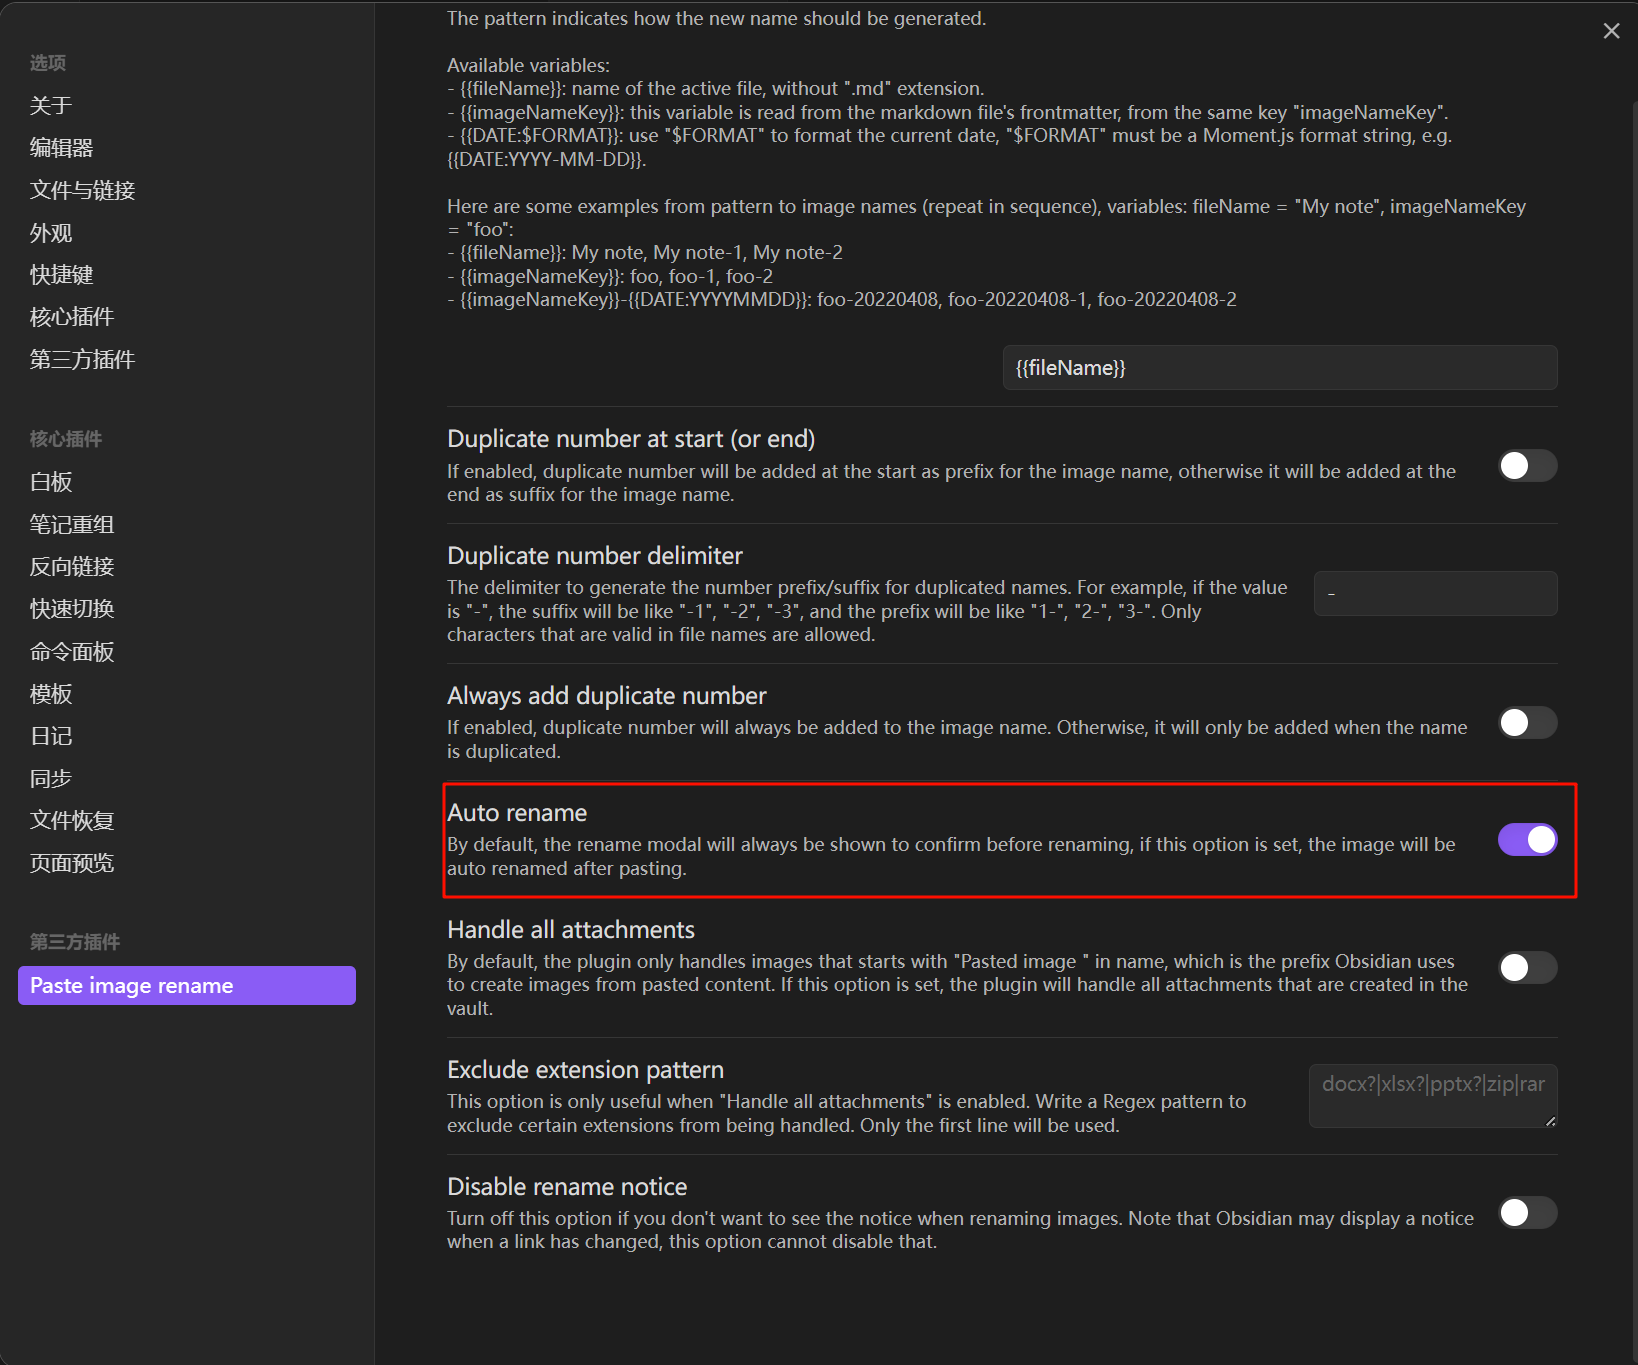 选项
关于
编辑器
文件与链接
外观
快捷键
核心插件
第三方插件
核心插件
白板
笔记重组
反向链接
快速切换
命令面板
模板
日记
同步
文件恢复
页面预览
第三方插件
Paste image rename
The pattern indicates how the new name should be generated.
Available variables:
- {{fileName}}: name of the active file, without ".md" extension.
- {{imageNameKey}}: this variable is read from the markdown file's frontmatter, from the same key "imageNameKey".
- {{DATE:$FORMAT}}: use "$FORMAT" to format the current date, "$FORMAT" must be a Moment.js format string, e.g.
{{DATE:YYYY-MM-DD}}.
Here are some examples from pattern to image names (repeat in sequence), variables: fileName = "My note", imageNameKey
= "foo":
- {{fileName}}: My note, My note-1, My note-2
- {{imageNameKey}}: foo, foo-1, foo-2
- {{imageNameKey}}-{{DATE:YYYYMMDD}}: foo-20220408, foo-20220408-1, foo-20220408-2
{{fileName}}
Duplicate number at start (or end)
If enabled, duplicate number will be added at the start as prefix for the image name, otherwise it will be added at the
end as suffix for the image name.
Duplicate number delimiter
The delimiter to generate the number prefix/suffix for duplicated names. For example, if the value
is "-", the suffix will be like "-1", "-2", "-3", and the prefix will be like "1-", "2-", "3-". Only
characters that are valid in file names are allowed.
-
Always add duplicate number
If enabled, duplicate number will always be added to the image name. Otherwise, it will only be added when the name
is duplicated.
Auto rename
By default, the rename modal will always be shown to confirm before renaming, if this option is set, the image will be
auto renamed after pasting.
Handle all attachments
By default, the plugin only handles images that starts with "Pasted image " in name, which is the prefix Obsidian uses
to create images from pasted content. If this option is set, the plugin will handle all attachments that are created in the
vault.
Exclude extension pattern
This option is only useful when "Handle all attachments" is enabled. Write a Regex pattern to
exclude certain extensions from being handled. Only the first line will be used.
docx?|xlsx?|pptx?|zip|rar
Disable rename notice
Turn off this option if you don't want to see the notice when renaming images. Note that Obsidian may display a notice
when a link has changed, this option cannot disable that.